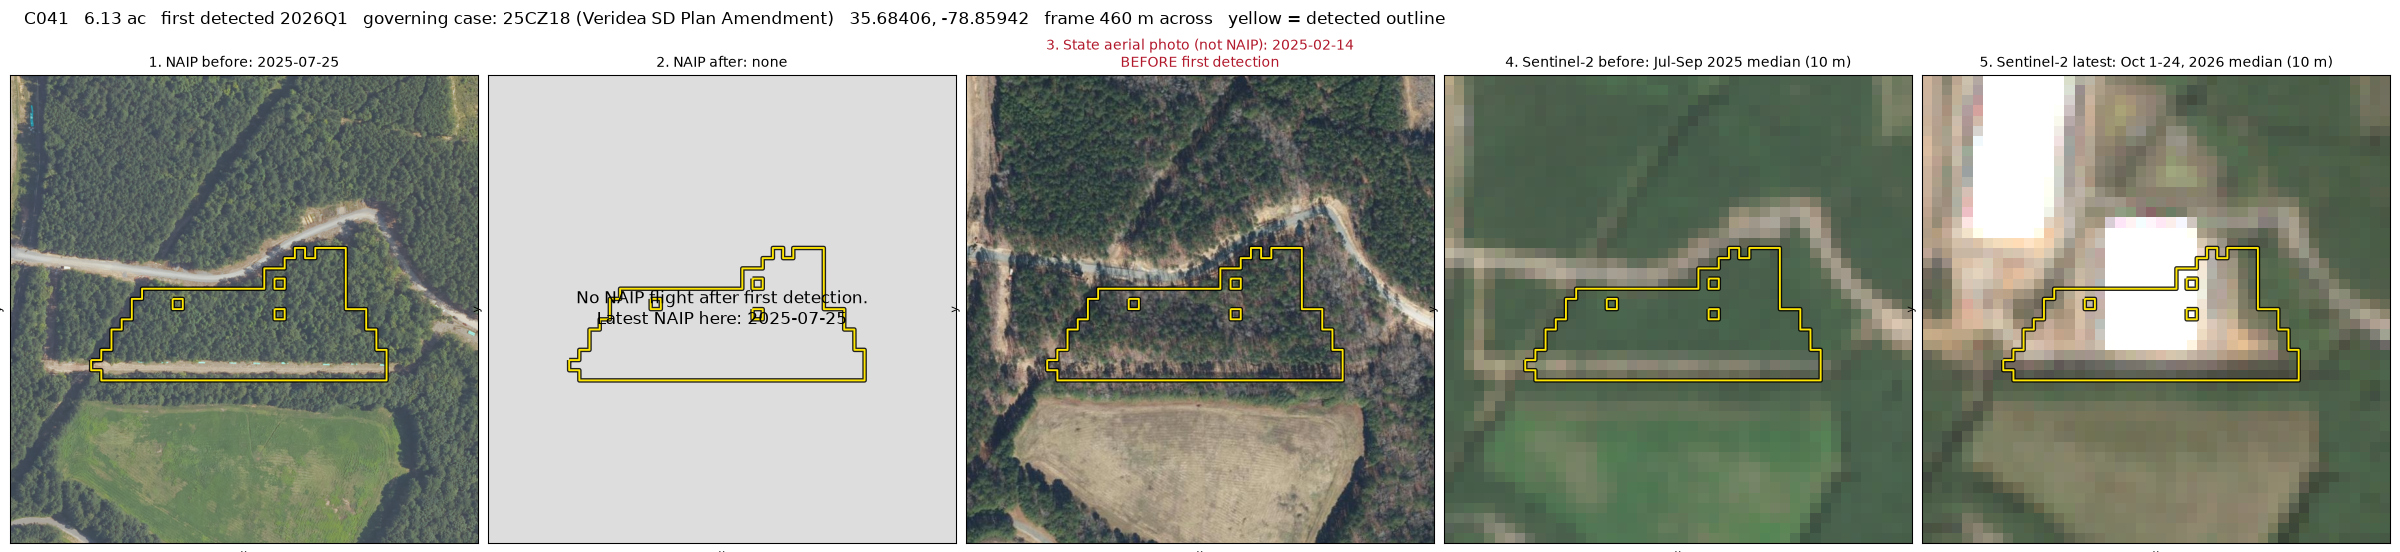 C041   6.13 ac   first detected 2026Q1   governing case: 25CZ18 (Veridea SD Plan Amendment)   35.68406, -78.85942   frame 460 m across   yellow = detected outline
1. NAIP before: 2025-07-25
2. NAIP after: none
No NAIP flight after first detection.
Latest NAIP here: 2025-07-25
3. State aerial photo (not NAIP): 2025-02-14
BEFORE first detection
4. Sentinel-2 before: Jul-Sep 2025 median (10 m)
5. Sentinel-2 latest: Oct 1-24, 2026 median (10 m)